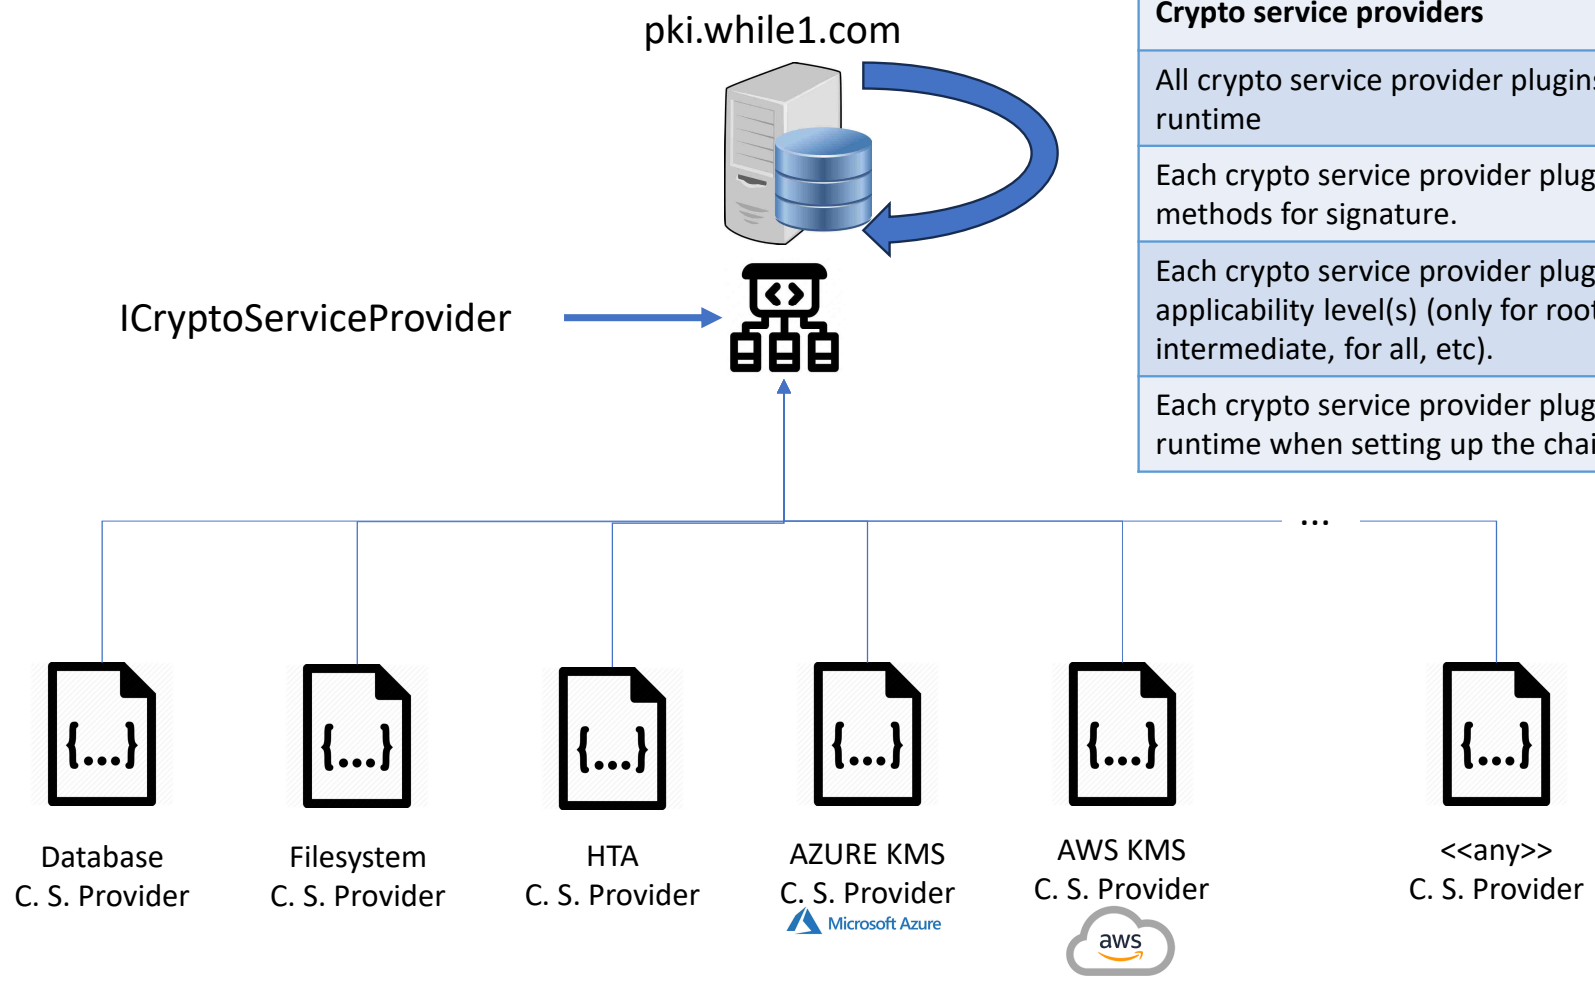 pki.while1.com
Crypto service providers
All crypto service provider plugins
runtime
Each crypto service provider plug
methods for signature.
Each crypto service provider plug
applicability level(s) (only for root
intermediate, for all, etc).
Each crypto service provider plug
runtime when setting up the chai
ICryptoServiceProvider
...
{...}
{...}
{...}
{...}
{...}
{...}
Database
C. S. Provider
Filesystem
C. S. Provider
HTA
C. S. Provider
AZURE KMS
C. S. Provider
Microsoft Azure
AWS KMS
C. S. Provider
aws
<<any>>
C. S. Provider